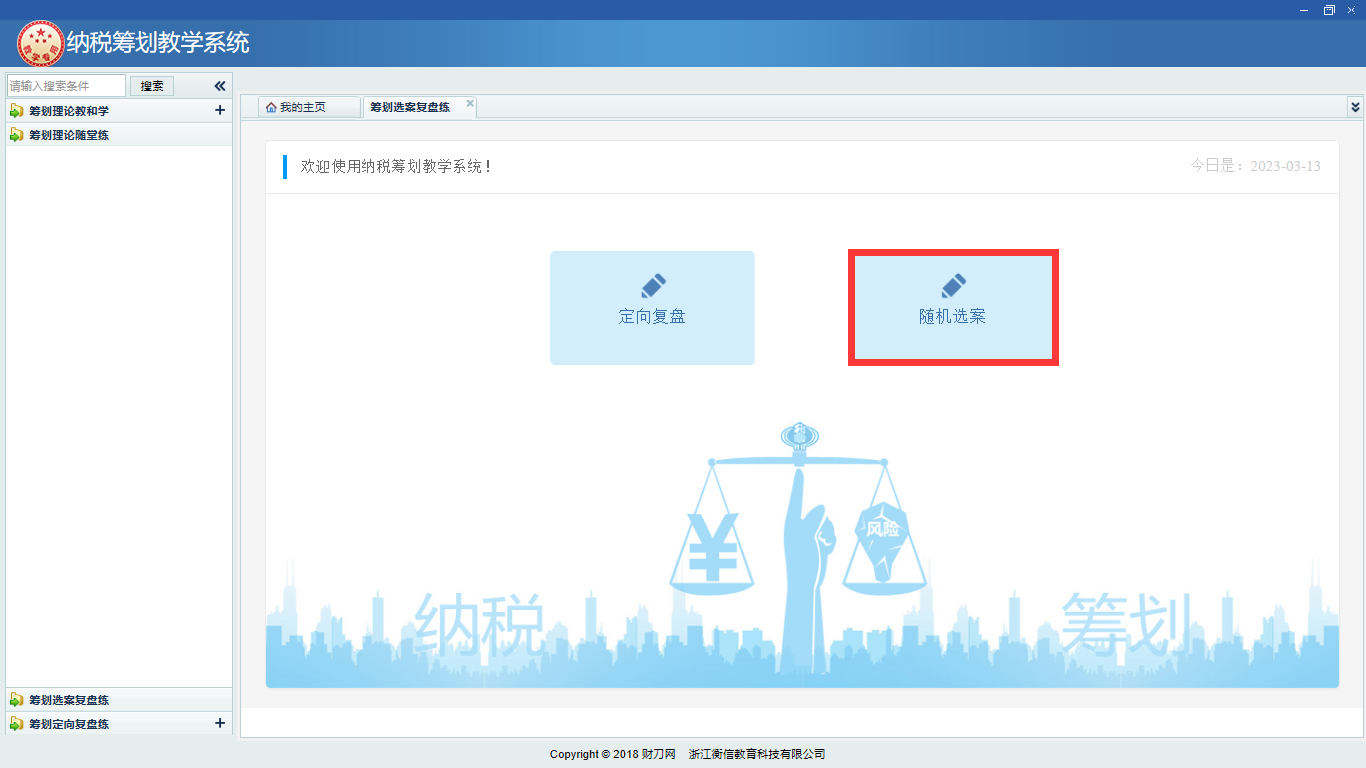 纳税筹划教学系统
请输入搜索条件
搜索
筹划理论教和学
筹划理论随堂练
筹划选案复盘练
筹划定向复盘练
我的主页
筹划选案复盘练
欢迎使用纳税筹划教学系统!
今日是：2023-03-13
定向复盘
随机选案
风险
¥
纳税
筹划
Copyright © 2018 财刀网 浙江衡信教育科技有限公司